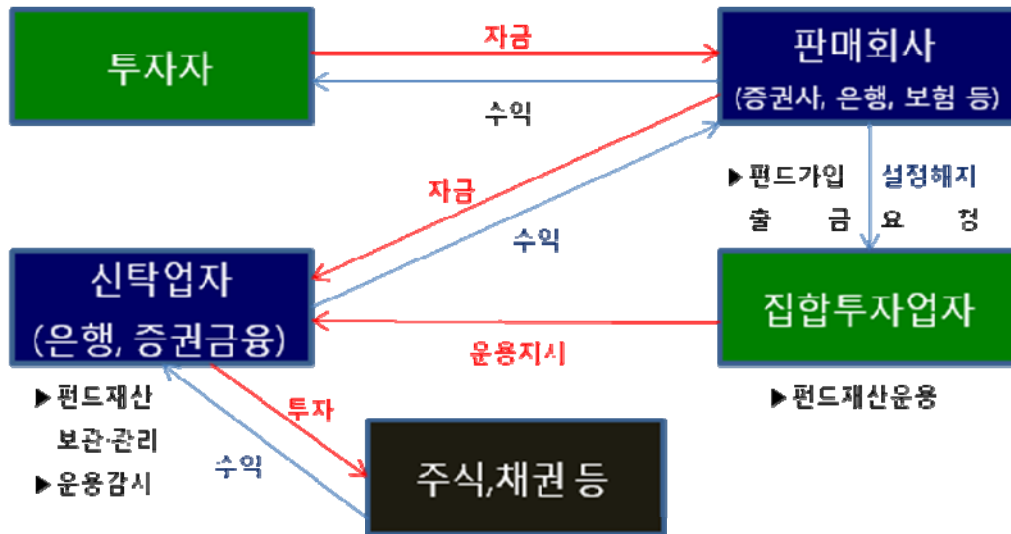 투자자
자금
수익
판매회사
(증권사, 은행, 보험 등)
▶펀드가입 설정해지
출 금 요 청
자금
수익
신탁업자
(은행, 증권금융)
운용지시
집합투자업자
▶펀드재산
보관·관리
▶운용감시
투자
수익
▶펀드재산운용
주식,채권 등